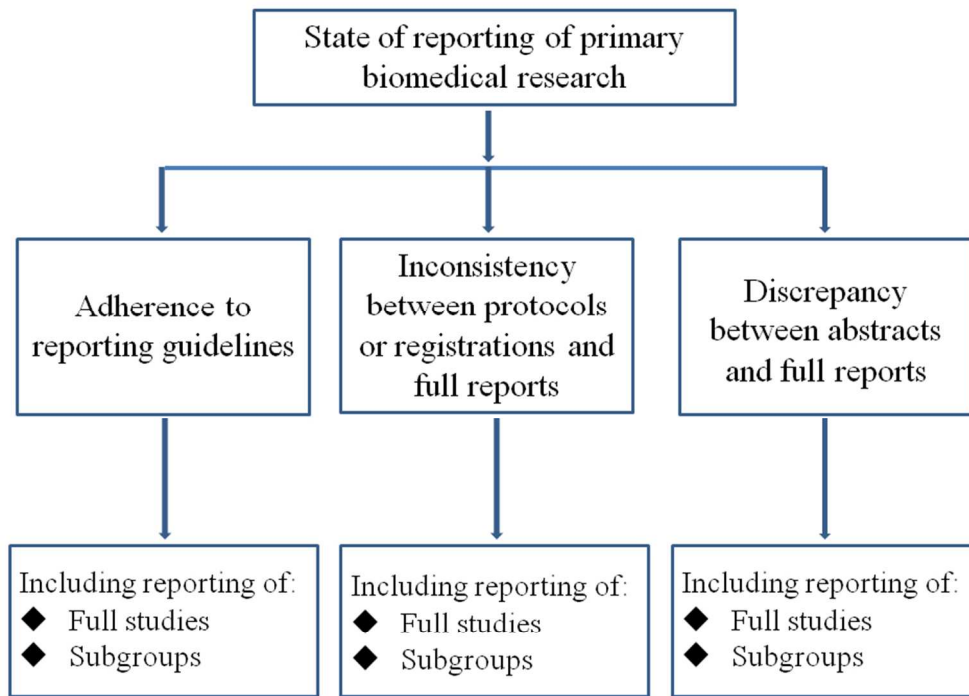 State of reporting of primary
biomedical research
Adherence to
reporting guidelines
Inconsistency
between protocols
or registrations and
full reports
Discrepancy
between abstracts
and full reports
Including reporting of:
◆ Full studies
◆ Subgroups
Including reporting of:
◆ Full studies
◆ Subgroups
Including reporting of:
◆ Full studies
◆ Subgroups